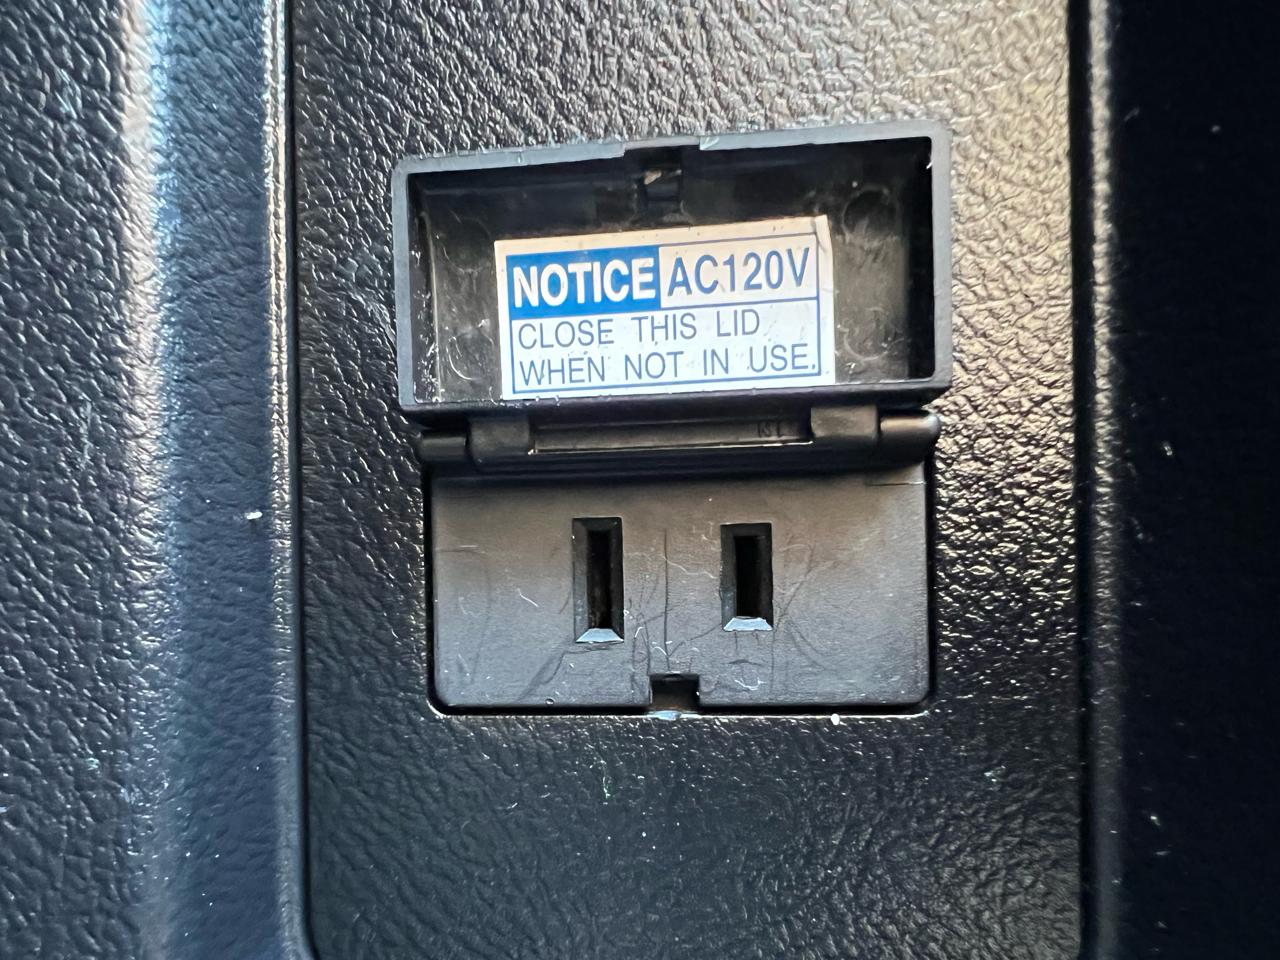 NOTICE AC120V
CLOSE THIS LID
WHEN NOT IN USE.